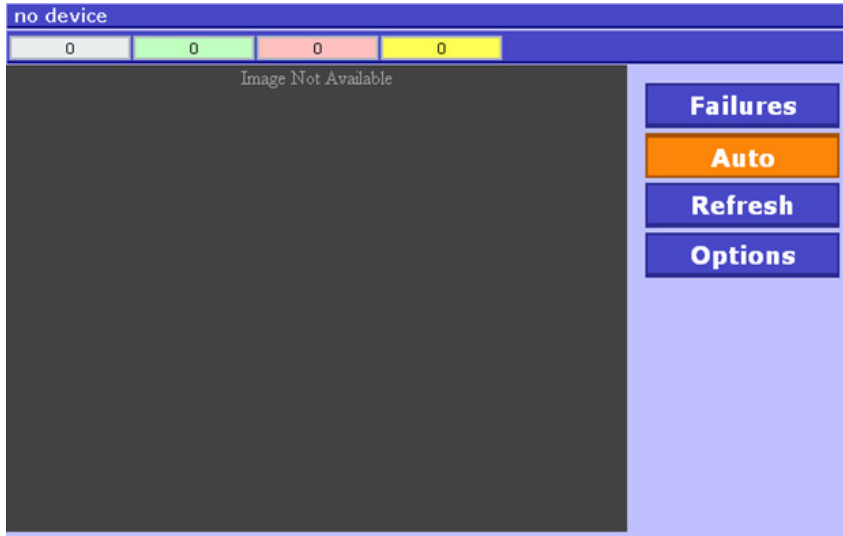 no device
0 0 0 0
Image Not Available
Failures
Auto
Refresh
Options